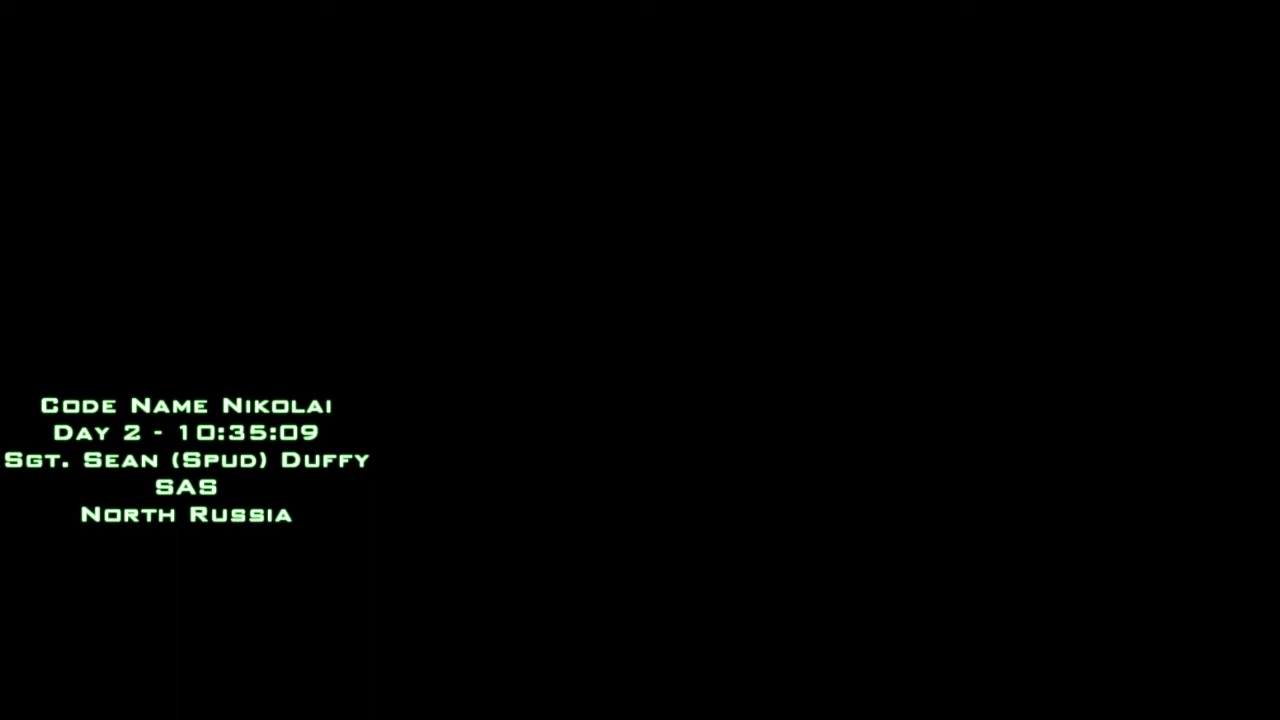 Code Name Nikolai
Day 2 - 10:35:09
Sgt. Sean (Spud) Duffy
SAS
North Russia